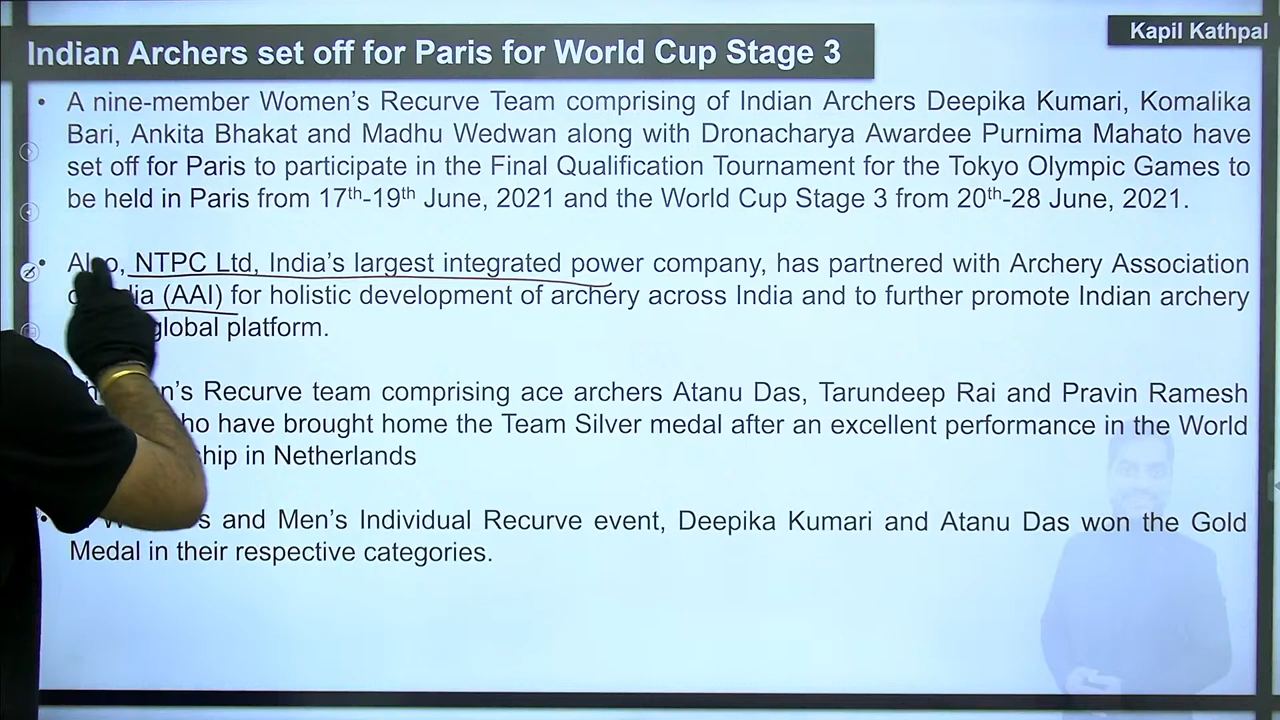 Kapil Kathpal
Indian Archers set off for Paris for World Cup Stage 3
• A nine-member Women’s Recurve Team comprising of Indian Archers Deepika Kumari, Komalika
Bari, Ankita Bhakat and Madhu Wedwan along with Dronacharya Awardee Purnima Mahato have
set off for Paris to participate in the Final Qualification Tournament for the Tokyo Olympic Games to
be held in Paris from 17th-19th June, 2021 and the World Cup Stage 3 from 20th-28 June, 2021.
• Also, NTPC Ltd, India’s largest integrated power company, has partnered with Archery Association
(AAI) for holistic development of archery across India and to further promote Indian archery
global platform.
Recurve team comprising ace archers Atanu Das, Tarundeep Rai and Pravin Ramesh
have brought home the Team Silver medal after an excellent performance in the World
in Netherlands
• and Men’s Individual Recurve event, Deepika Kumari and Atanu Das won the Gold
Medal in their respective categories.